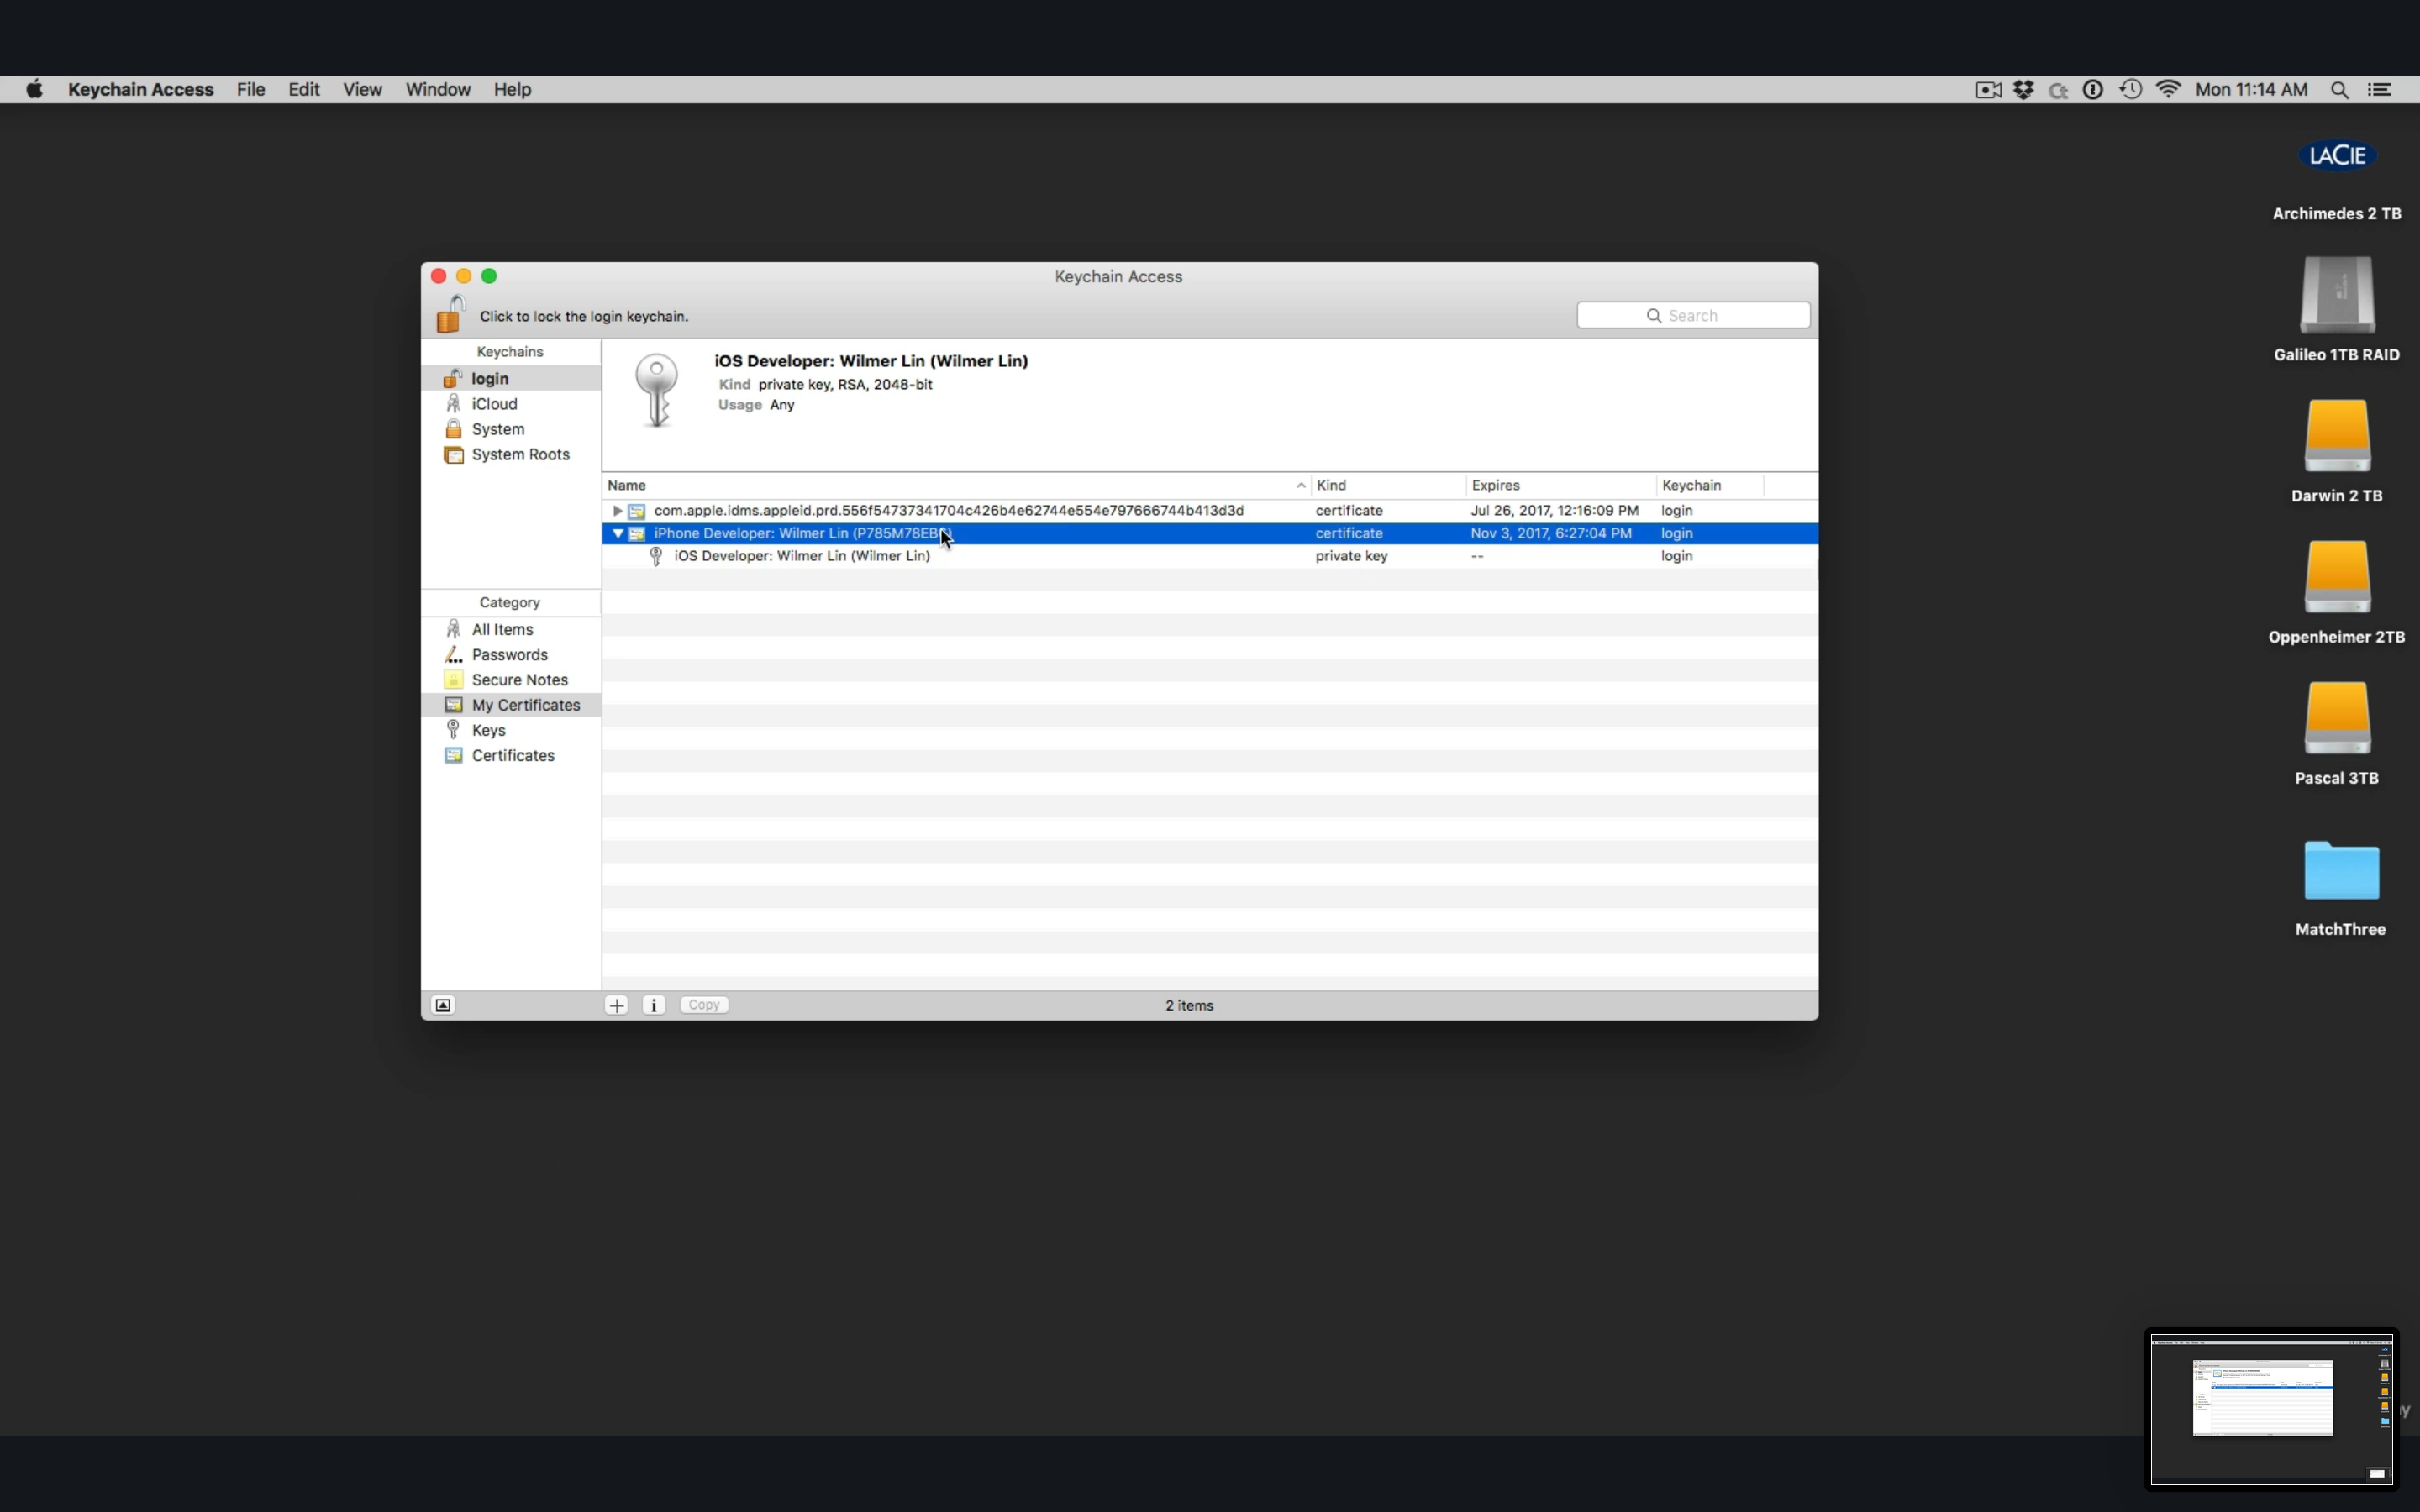 Keychain Access File Edit View Window Help Mon 11:14 AM
LACIE
Archimedes 2 TB
Galileo 1TB RAID
Darwin 2 TB
Oppenheimer 2TB
Pascal 3TB
MatchThree
Keychain Access
Click to lock the login keychain.
Search
Keychains
login
iCloud
System
System Roots
Category
All Items
Passwords
Secure Notes
My Certificates
Keys
Certificates
iOS Developer: Wilmer Lin (Wilmer Lin)
Kind private key, RSA, 2048-bit
Usage Any
Name Kind Expires Keychain
com.apple.idms.appleid.prd.556f54737341704c426b4e62744e554e797666744b413d3d certificate Jul 26, 2017, 12:16:09 PM login
iPhone Developer: Wilmer Lin certificate Nov 3, 2017, 6:27:04 PM login
iOS Developer: Wilmer Lin (Wilmer Lin) private key -- login
Copy
2 items